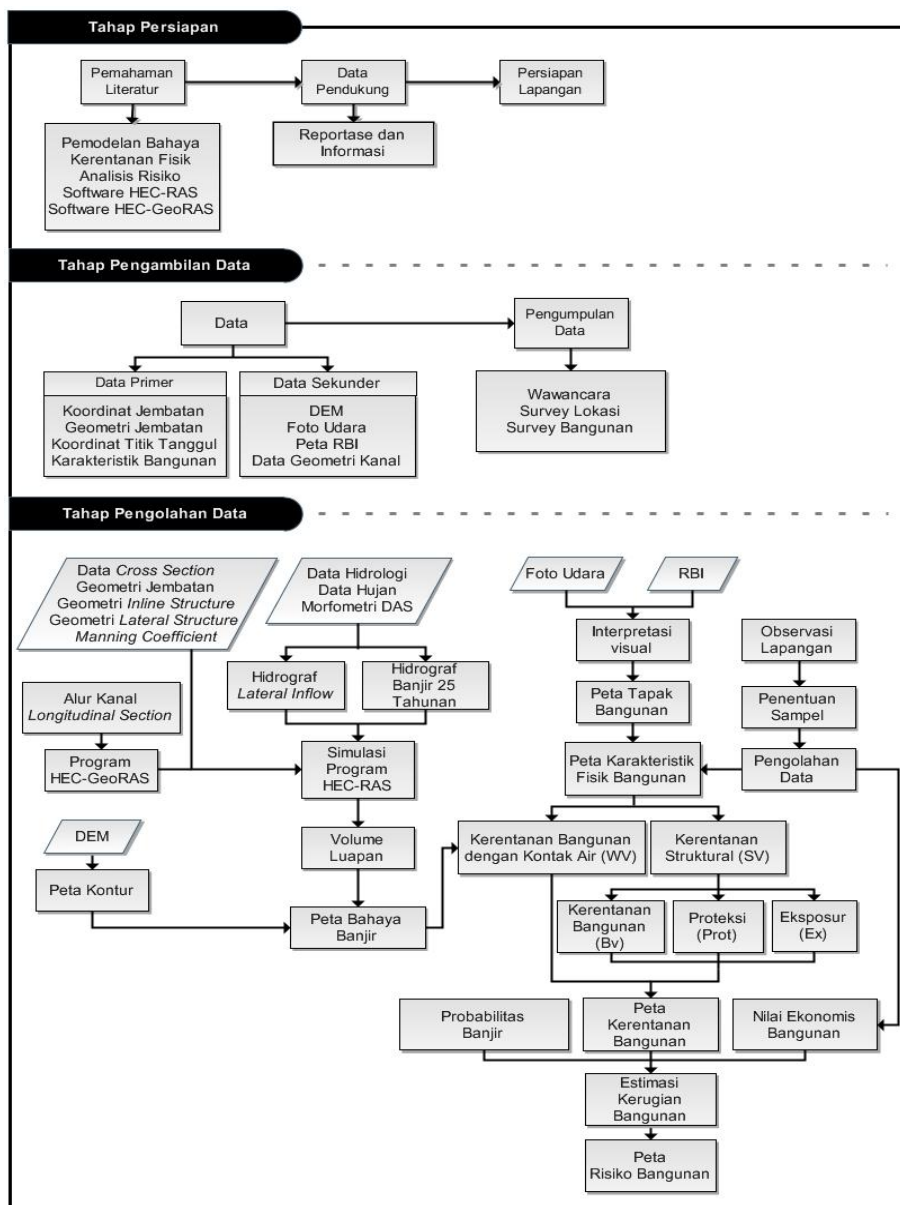 Tahap Persiapan
Pemahaman
Literatur
Data
Pendukung
Persiapan
Lapangan
Pemodelan Bahaya
Kerentanan Fisik
Analisis Risiko
Software HEC-RAS
Software HEC-GeoRAS
Reportase dan
Informasi
Tahap Pengambilan Data
Data
Pengumpulan
Data
Data Primer
Koordinat Jembatan
Geometri Jembatan
Koordinat Titik Tanggul
Karakteristik Bangunan
Data Sekunder
DEM
Foto Udara
Peta RBI
Data Geometri Kanal
Wawancara
Survey Lokasi
Survey Bangunan
Tahap Pengolahan Data
Data Cross Section
Geometri Jembatan
Geometri Inline Structure
Geometri Lateral Structure
Manning Coefficient
Data Hidrologi
Data Hujan
Morfometri DAS
Foto Udara
RBI
Interpretasi
visual
Observasi
Lapangan
Hidrograf
Lateral Inflow
Hidrograf
Banjir 25
Tahunan
Alur Kanal
Longitudinal Section
Peta Tapak
Bangunan
Penentuan
Sampel
Program
HEC-GeoRAS
Simulasi
Program
HEC-RAS
Peta Karakteristik
Fisik Bangunan
Pengolahan
Data
DEM
Volume
Luapan
Kerentanan Bangunan
dengan Kontak Air (WV)
Kerentanan
Struktural (SV)
Peta Kontur
Peta Bahaya
Banjir
Kerentanan
Bangunan
(Bv)
Proteksi
(Prot)
Eksposur
(Ex)
Probabilitas
Banjir
Peta
Kerentanan
Bangunan
Nilai Ekonomis
Bangunan
Estimasi
Kerugian
Bangunan
Peta
Risiko Bangunan